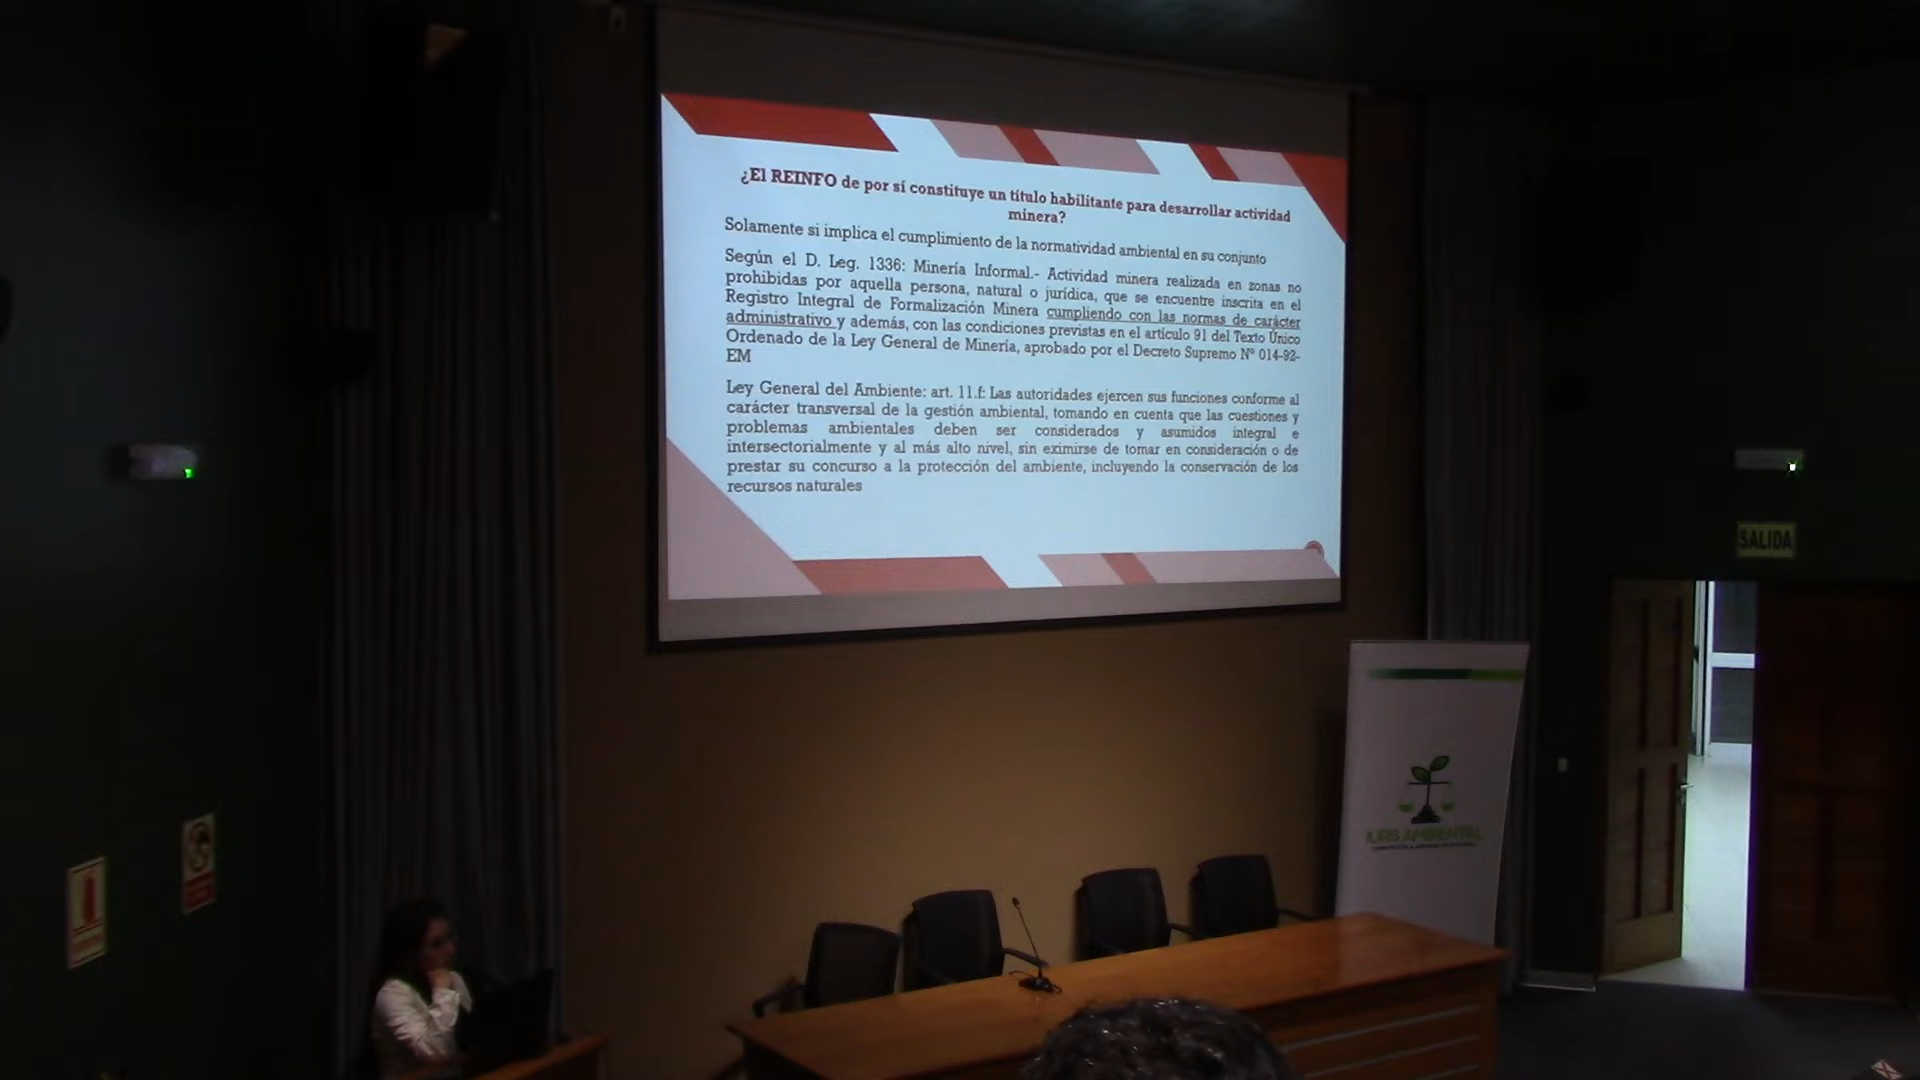 ¿El REINFO de por sí constituye un título habilitante para desarrollar actividad
minera?
Solamente si implica el cumplimiento de la normatividad ambiental en su conjunto
Según el D. Leg. 1336: Minería Informal.- Actividad minera realizada en zonas no
prohibidas por aquella persona, natural o jurídica, que se encuentre inscrita en el
Registro Integral de Formalización Minera cumpliendo con las normas de carácter
administrativo y además, con las condiciones previstas en el artículo 91 del Texto Único
Ordenado de la Ley General de Minería, aprobado por el Decreto Supremo Nº 014-92-
EM
Ley General del Ambiente: art. 11.f: Las autoridades ejercen sus funciones conforme al
carácter transversal de la gestión ambiental, tomando en cuenta que las cuestiones y
problemas ambientales deben ser considerados y asumidos integral e
intersectorialmente y al más alto nivel, sin eximirse de tomar en consideración o de
prestar su concurso a la protección del ambiente, incluyendo la conservación de los
recursos naturales
SALIDA
IURIS AMBIENTAL